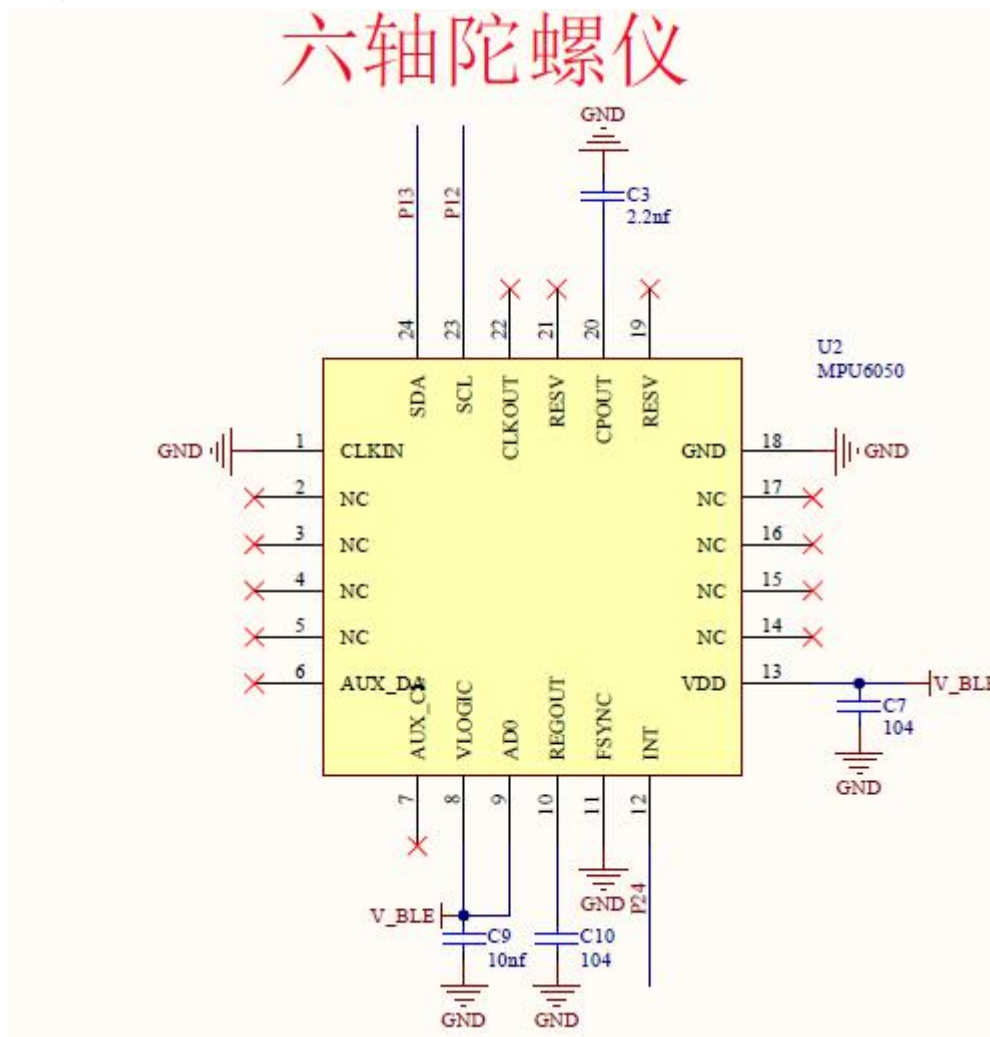 六轴陀螺仪
GND
C3
2.2nf
P13
P12
24
23
22
21
20
19
SDA
SCL
CLKOUT
RESV
CPOUT
RESV
U2
MPU6050
GND
1
CLKIN
2
NC
3
NC
4
NC
5
NC
6
AUX_DA
GND
18
GND
NC
17
NC
16
NC
15
NC
14
VDD
13
V_BLE
C7
104
GND
AUX_CL
VLOGIC
AD0
REGOUT
FSYNC
INT
7
8
9
10
11
12
V_BLE
C9
10nf
GND
C10
104
GND
GND
P24